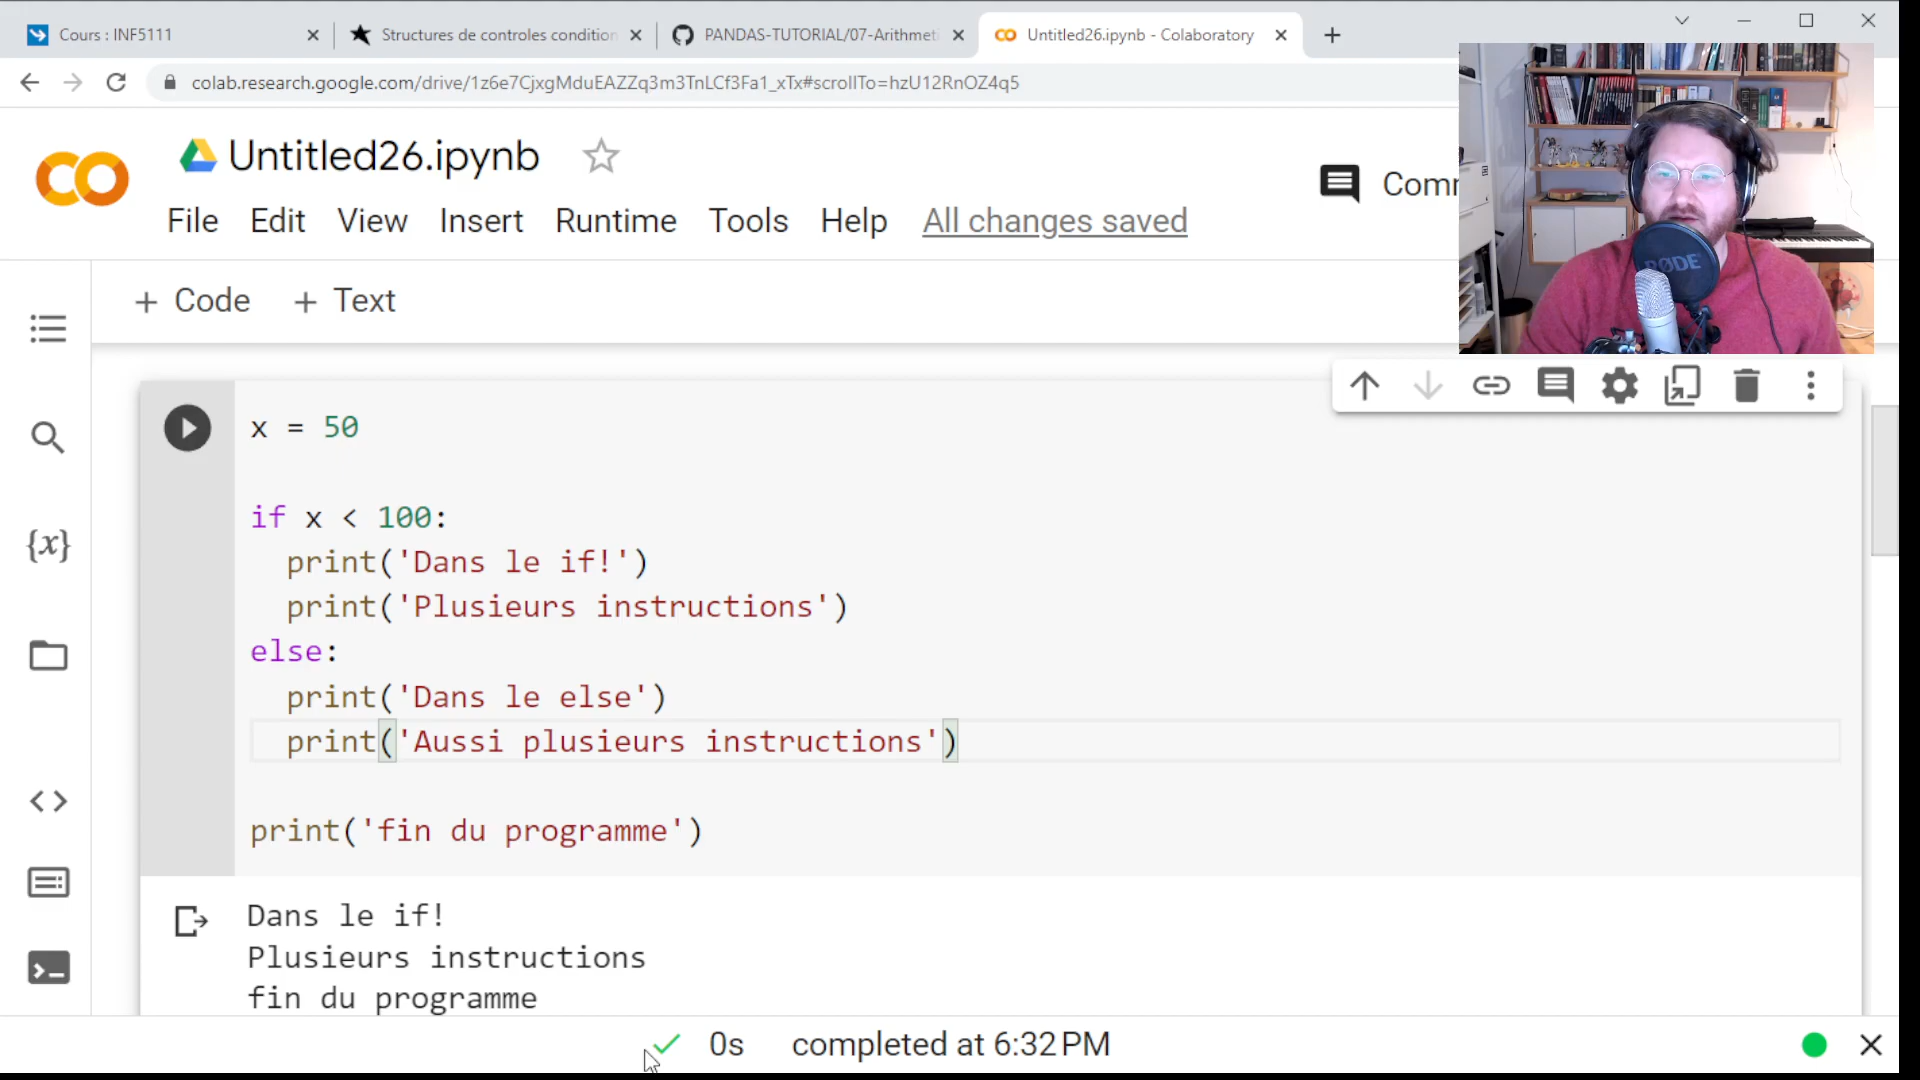 Cours : INF5111
Structures de controles condition
PANDAS-TUTORIAL/07-Arithmeti
Untitled26.ipynb - Colaboratory
colab.research.google.com/drive/1z6e7CjxgMduEAZZq3m3TnLCf3Fa1_xTx#scrollTo=hzU12RnOZ4q5
Untitled26.ipynb
Comm
File Edit View Insert Runtime Tools Help All changes saved
+ Code + Text
x = 50
if x < 100:
print('Dans le if!')
print('Plusieurs instructions')
else:
print('Dans le else')
print('Aussi plusieurs instructions')
print('fin du programme')
Dans le if!
Plusieurs instructions
fin du programme
0s completed at 6:32 PM
RØDE
{x}